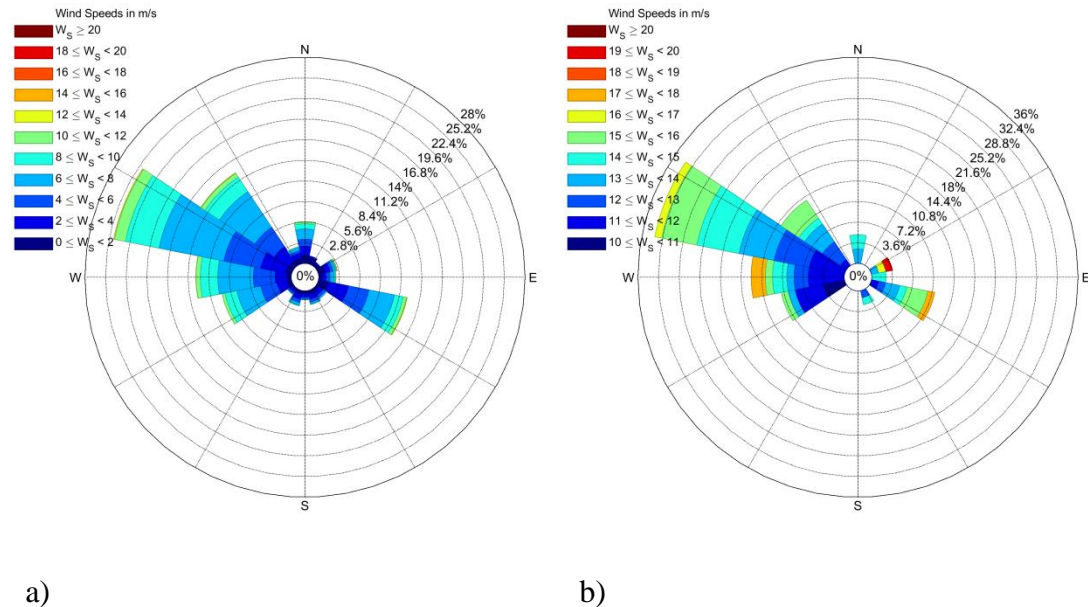 Wind Speeds in m/s
W_S ≥ 20
18 ≤ W_S < 20
16 ≤ W_S < 18
14 ≤ W_S < 16
12 ≤ W_S < 14
10 ≤ W_S < 12
8 ≤ W_S < 10
6 ≤ W_S < 8
4 ≤ W_S < 6
2 ≤ W_S < 4
0 ≤ W_S < 2
N
28%
25.2%
22.4%
19.6%
16.8%
14%
11.2%
8.4%
5.6%
2.8%
W
0%
E
S
a)
Wind Speeds in m/s
W_S ≥ 20
19 ≤ W_S < 20
18 ≤ W_S < 19
17 ≤ W_S < 18
16 ≤ W_S < 17
15 ≤ W_S < 16
14 ≤ W_S < 15
13 ≤ W_S < 14
12 ≤ W_S < 13
11 ≤ W_S < 12
10 ≤ W_S < 11
N
36%
32.4%
28.8%
25.2%
21.6%
18%
14.4%
10.8%
7.2%
3.6%
W
0%
E
S
b)